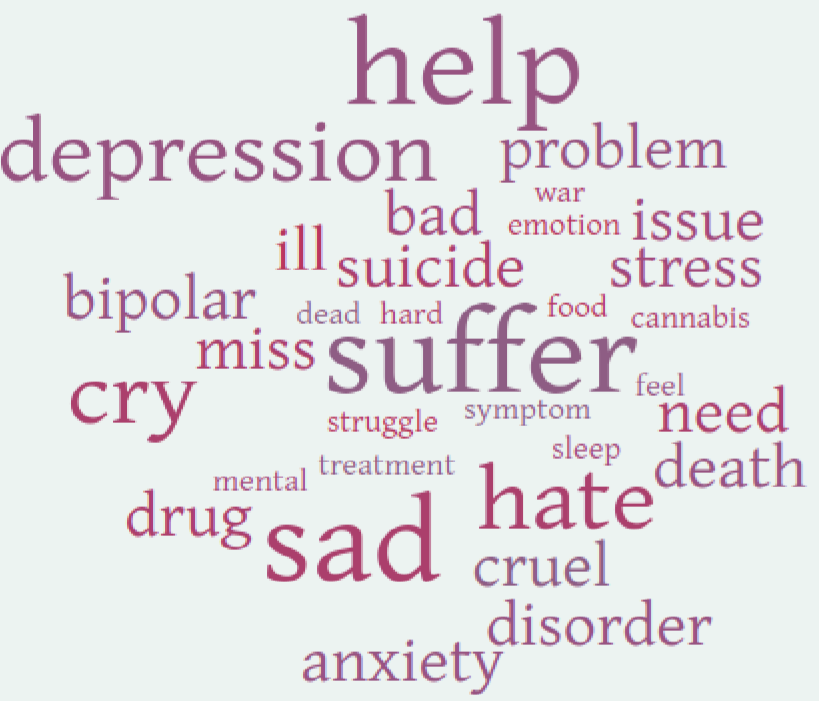 help
depression
problem
war
bad
emotion
issue
ill
suicide
stress
bipolar
dead
hard
food
cannabis
miss
suffer
cry
feel
struggle
symptom
need
sleep
mental
treatment
death
drug
sad
hate
cruel
disorder
anxiety